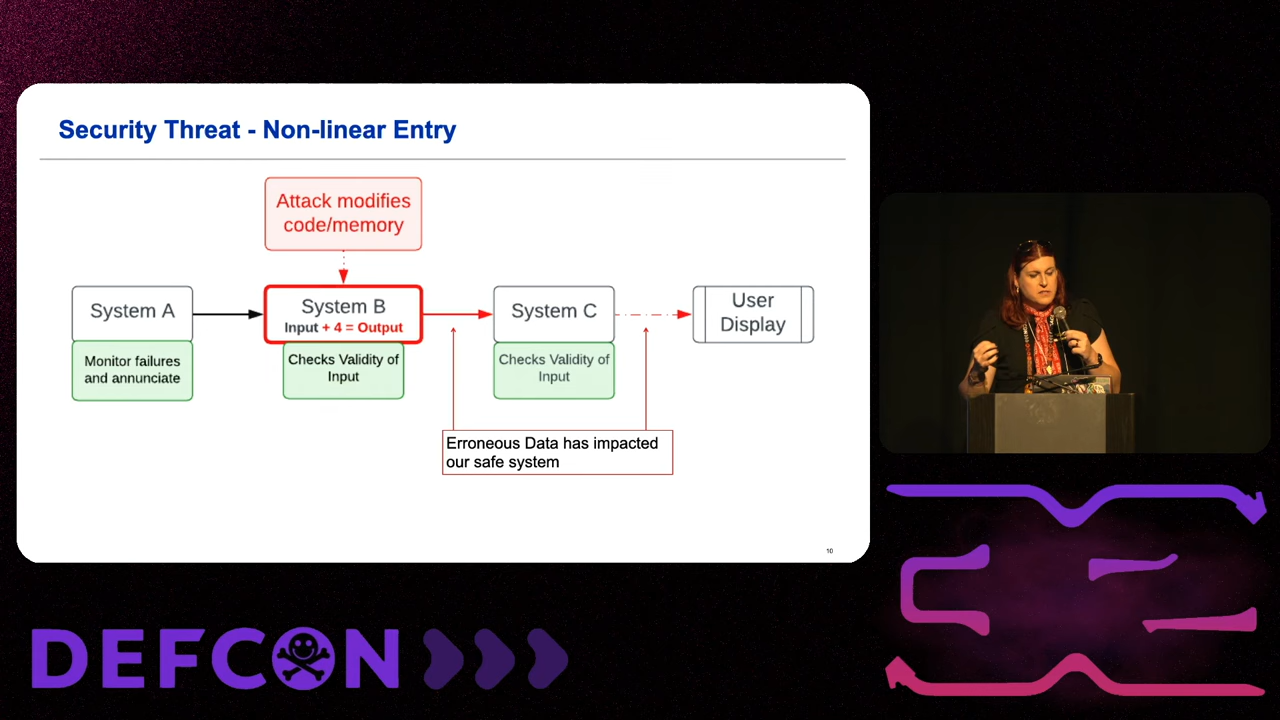 Security Threat - Non-linear Entry
Attack modifies
code/memory
System A
System B
Input + 4 = Output
System C
User
Display
Monitor failures
and annunciate
Checks Validity of
Input
Checks Validity of
Input
Erroneous Data has impacted
our safe system
10
DEFCON